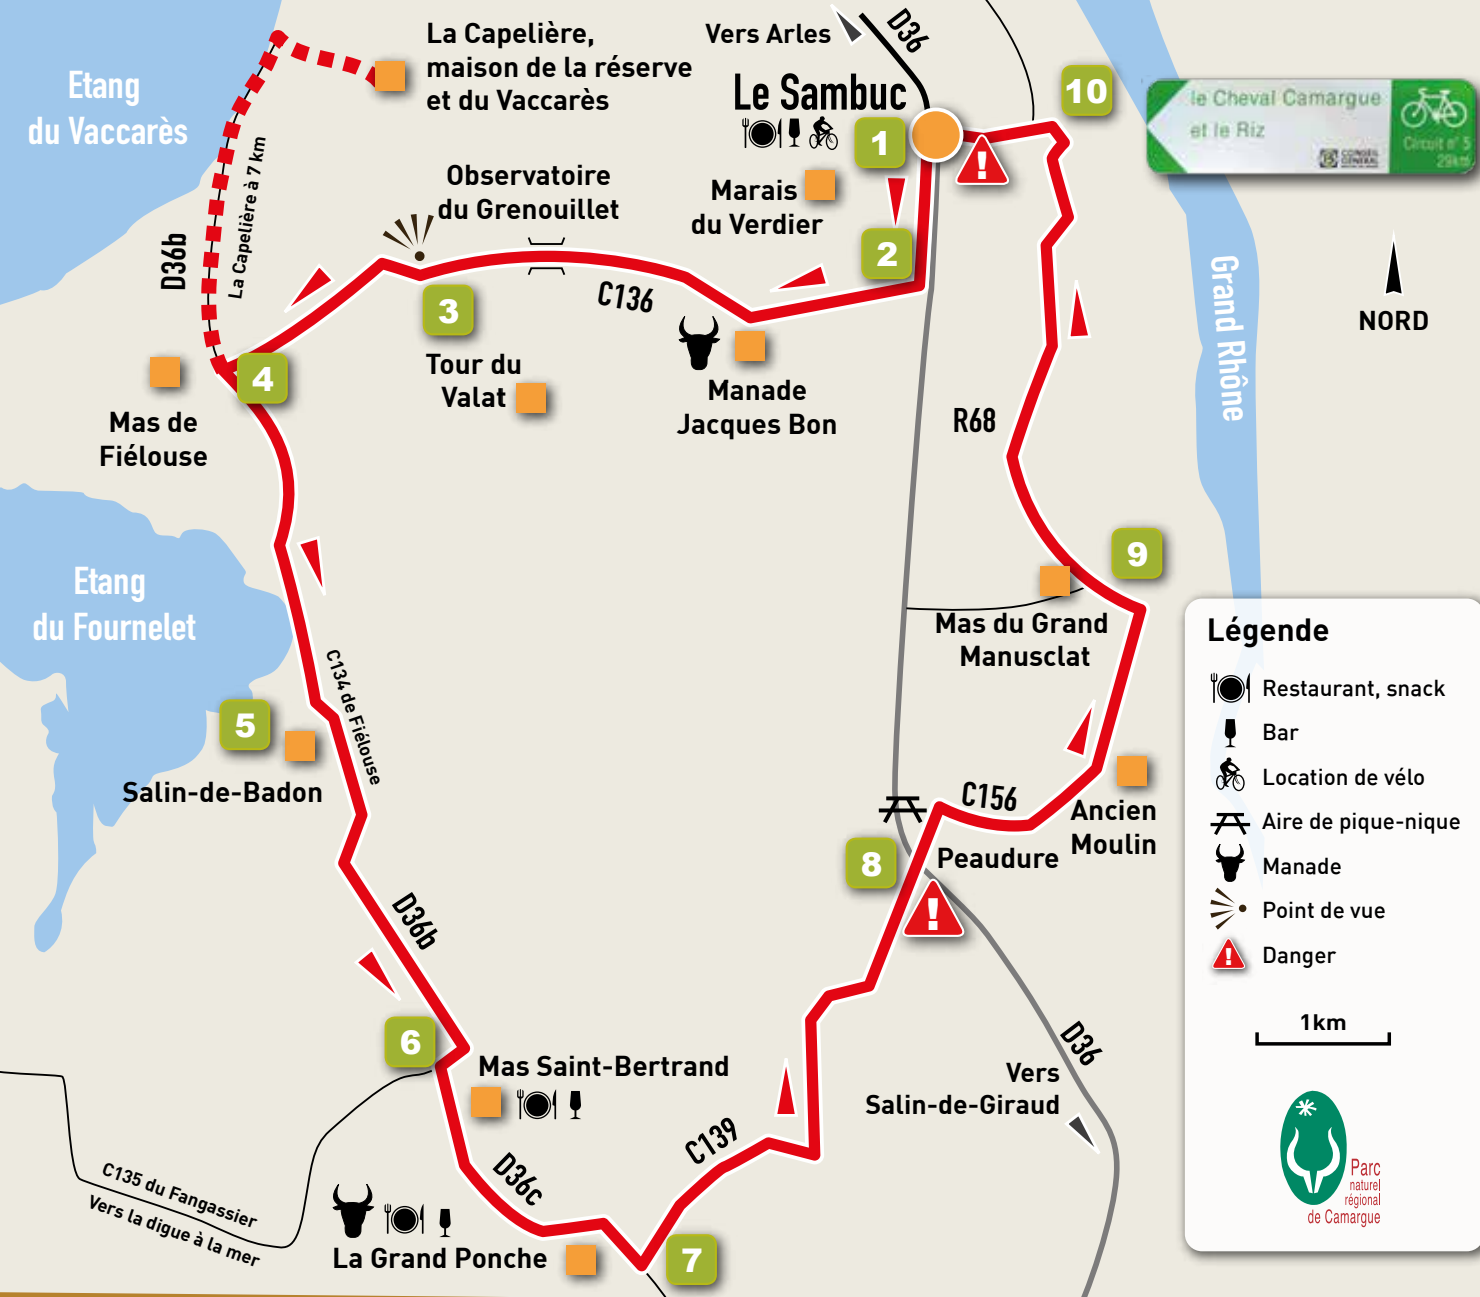 Etang
du Vaccarès
La Capelière,
maison de la réserve
et du Vaccarès
Vers Arles
D36
Le Sambuc
1
10
le Cheval Camargue
et le Riz
CONSEIL
GENERAL
Circuit n° 5
29km
D36b
La Capelière à 7km
Observatoire
du Grenouillet
Marais
du Verdier
2
C136
3
Tour du
Valat
Manade
Jacques Bon
Grand Rhône
NORD
4
Mas de
Fiélouse
R68
9
Etang
du Fournelet
C134 de Fiélouse
Mas du Grand
Manusclat
5
Salin-de-Badon
C156
Ancien
Moulin
8
Peaudure
!
!
D36b
6
Mas Saint-Bertrand
D36
Vers
Salin-de-Giraud
C139
D36c
C135 du Fangassier
Vers la digue à la mer
La Grand Ponche
7
Légende
Restaurant, snack
Bar
Location de vélo
Aire de pique-nique
Manade
Point de vue
!
Danger
1km
Parc
naturel
régional
de Camargue